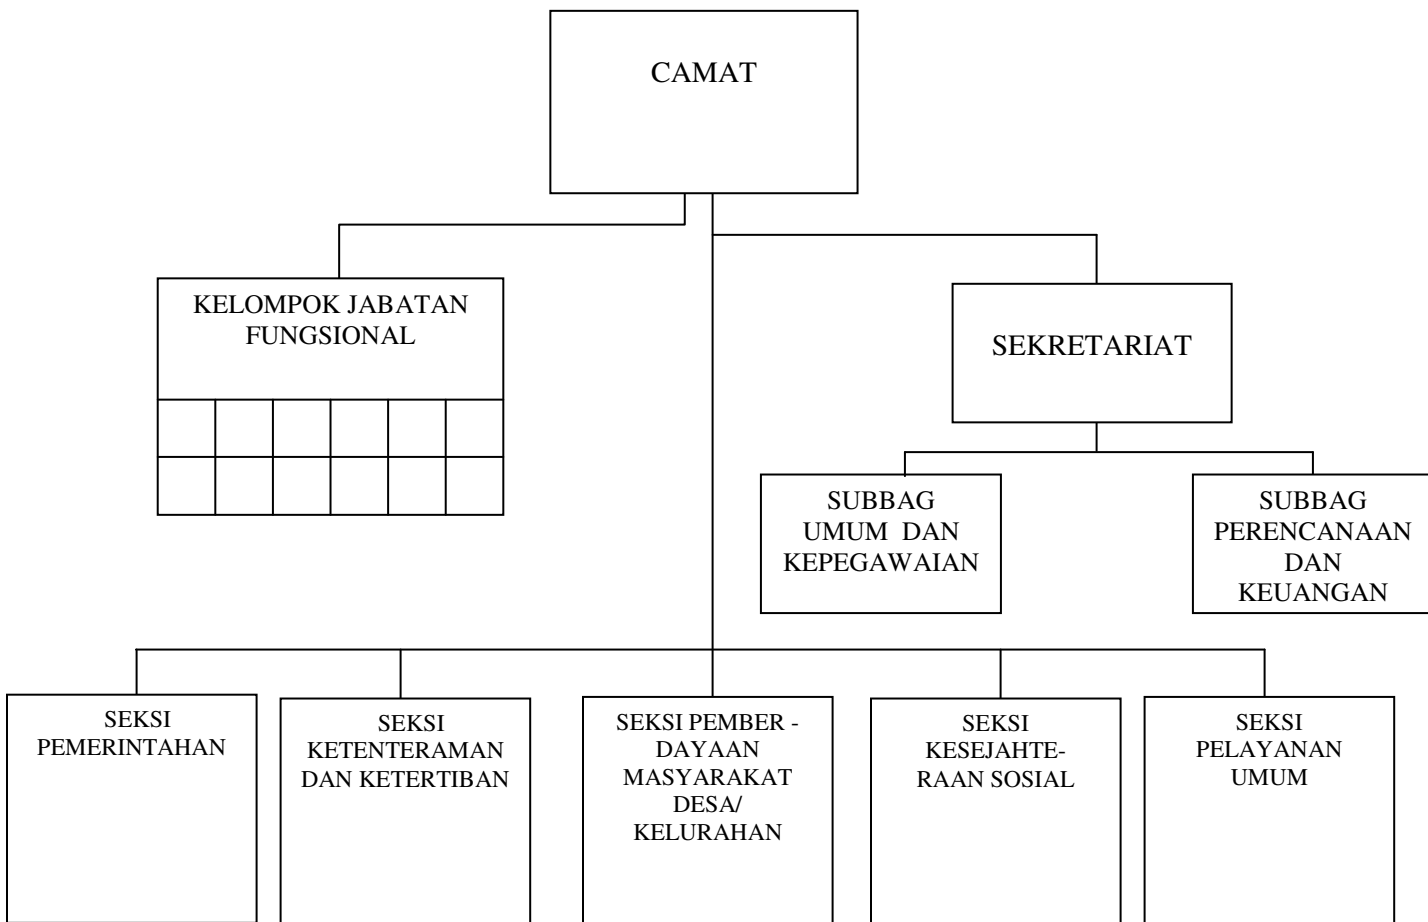 CAMAT
KELOMPOK JABATAN
FUNGSIONAL
SEKRETARIAT
SUBBAG
UMUM DAN
KEPEGAWAIAN
SUBBAG
PERENCANAAN
DAN
KEUANGAN
SEKSI
PEMERINTAHAN
SEKSI
KETENTERAMAN
DAN KETERTIBAN
SEKSI PEMBER -
DAYAAN
MASYARAKAT
DESA/
KELURAHAN
SEKSI
KESEJAHTE-
RAAN SOSIAL
SEKSI
PELAYANAN
UMUM